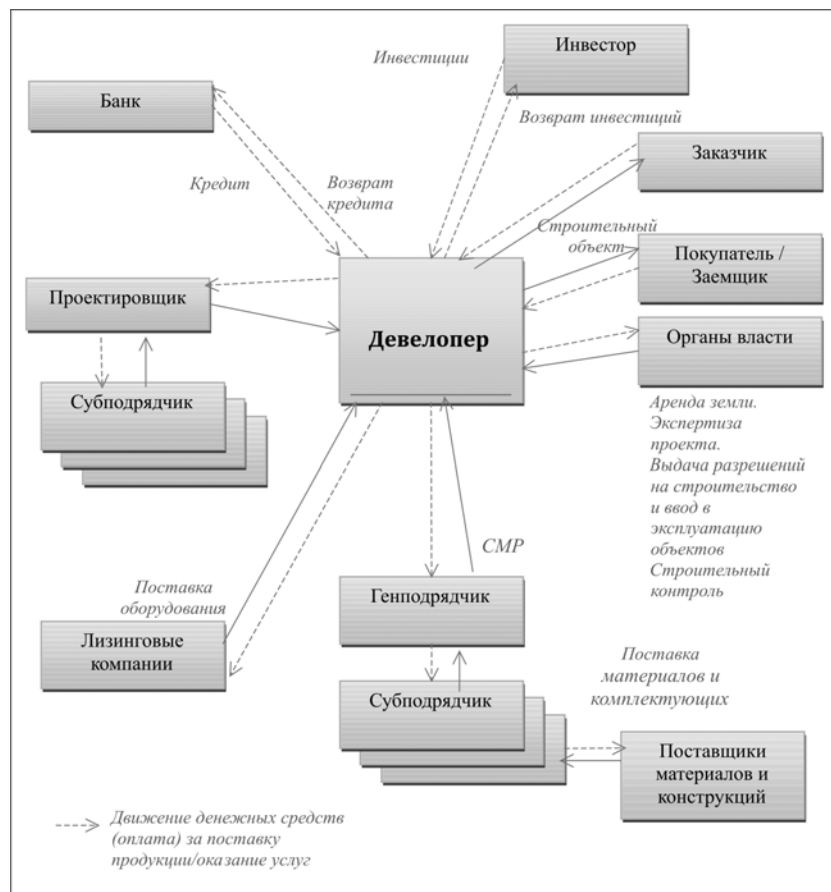 Инвестор
Инвестиции
Банк
Возврат инвестиций
Заказчик
Кредит
Возврат
кредита
Строительный
объект
Покупатель /
Заемщик
Проектировщик
Девелопер
Органы власти
Субподрядчик
Аренда земли.
Экспертиза
проекта.
Выдача разрешений
на строительство
и ввод в
эксплуатацию
объектов
Строительный
контроль
СМР
Поставка
оборудования
Генподрядчик
Лизинговые
компании
Поставка
материалов и
комплектующих
Субподрядчик
Поставщики
материалов и
конструкций
Движение денежных средств
(оплата) за поставку
продукции/оказание услуг